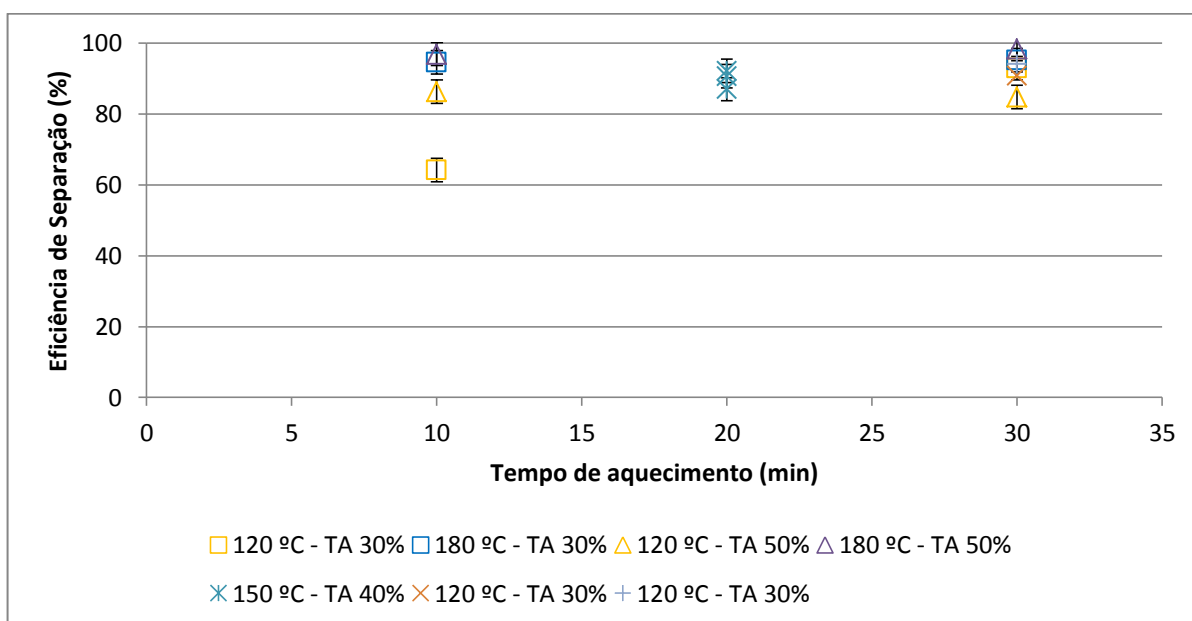 Eficiência de Separação (%)
100
80
60
40
20
0
0 5 10 15 20 25 30 35
Tempo de aquecimento (min)
120 ºC - TA 30% 180 ºC - TA 30% 120 ºC - TA 50% 180 ºC - TA 50%
150 ºC - TA 40% 120 ºC - TA 30% 120 ºC - TA 30%